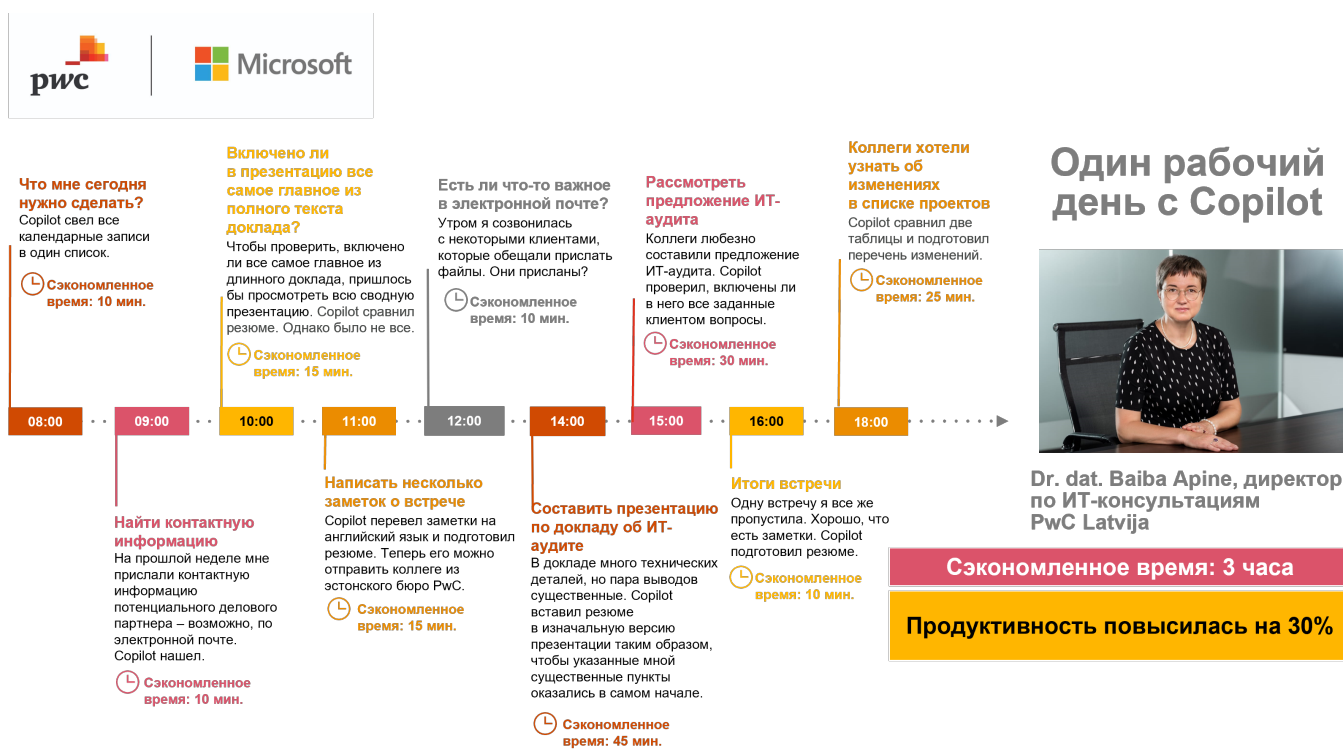 pwc
Microsoft
Один рабочий
день с Copilot
Dr. dat. Baiba Apine, директор
по ИТ-консультациям
PwC Latvija
Сэкономленное время: 3 часа
Продуктивность повысилась на 30%
08:00
Что мне сегодня
нужно сделать?
Copilot свел все
календарные записи
в один список.
Сэкономленное
время: 10 мин.
09:00
Найти контактную
информацию
На прошлой неделе мне
прислали контактную
информацию
потенциального делового
партнера – возможно, по
электронной почте.
Copilot нашел.
Сэкономленное
время: 10 мин.
10:00
Включено ли
в презентацию все
самое главное из
полного текста
доклада?
Чтобы проверить, включено
ли все самое главное из
длинного доклада, пришлось
бы просмотреть всю сводную
презентацию. Copilot сравнил
резюме. Однако было не все.
Сэкономленное
время: 15 мин.
11:00
Написать несколько
заметок о встрече
Copilot перевел заметки на
английский язык и подготовил
резюме. Теперь его можно
отправить коллеге из
эстонского бюро PwC.
Сэкономленное
время: 15 мин.
12:00
Есть ли что-то важное
в электронной почте?
Утром я созвонилась
с некоторыми клиентами,
которые обещали прислать
файлы. Они присланы?
Сэкономленное
время: 10 мин.
14:00
Составить презентацию
по докладу об ИТ-
аудите
В докладе много технических
деталей, но пара выводов
существенные. Copilot
вставил резюме
в изначальную версию
презентации таким образом,
чтобы указанные мной
существенные пункты
оказались в самом начале.
Сэкономленное
время: 45 мин.
15:00
Рассмотреть
предложение ИТ-
аудита
Коллеги любезно
составили предложение
ИТ-аудита. Copilot
проверил, включены ли
в него все заданные
клиентом вопросы.
Сэкономленное
время: 30 мин.
16:00
Итоги встречи
Одну встречу я все же
пропустила. Хорошо, что
есть заметки. Copilot
подготовил резюме.
Сэкономленное
время: 10 мин.
18:00
Коллеги хотели
узнать об
изменениях
в списке проектов
Copilot сравнил две
таблицы и подготовил
перечень изменений.
Сэкономленное
время: 25 мин.